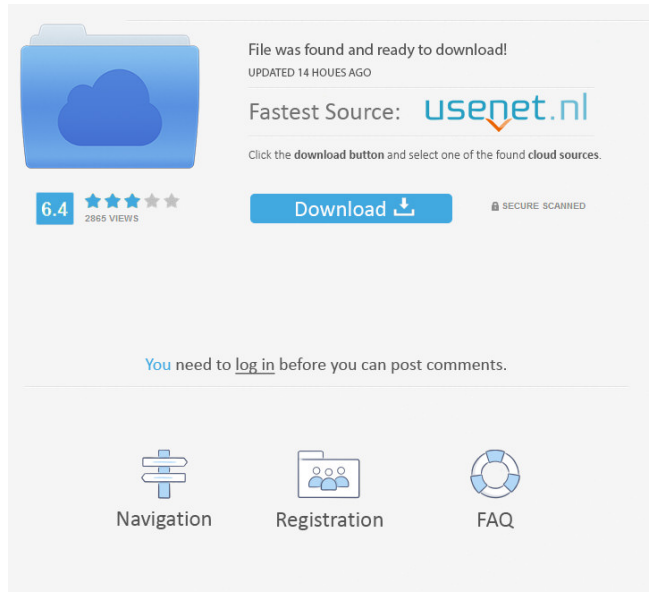 File was found and ready to download!
UPDATED 14 HOUES AGO
Fastest Source: usenet.nl
Click the download button and select one of the found cloud sources.
6.4
2865 VIEWS
Download
SECURE SCANNED
You need to log in before you can post comments.
Navigation
Registration
FAQ